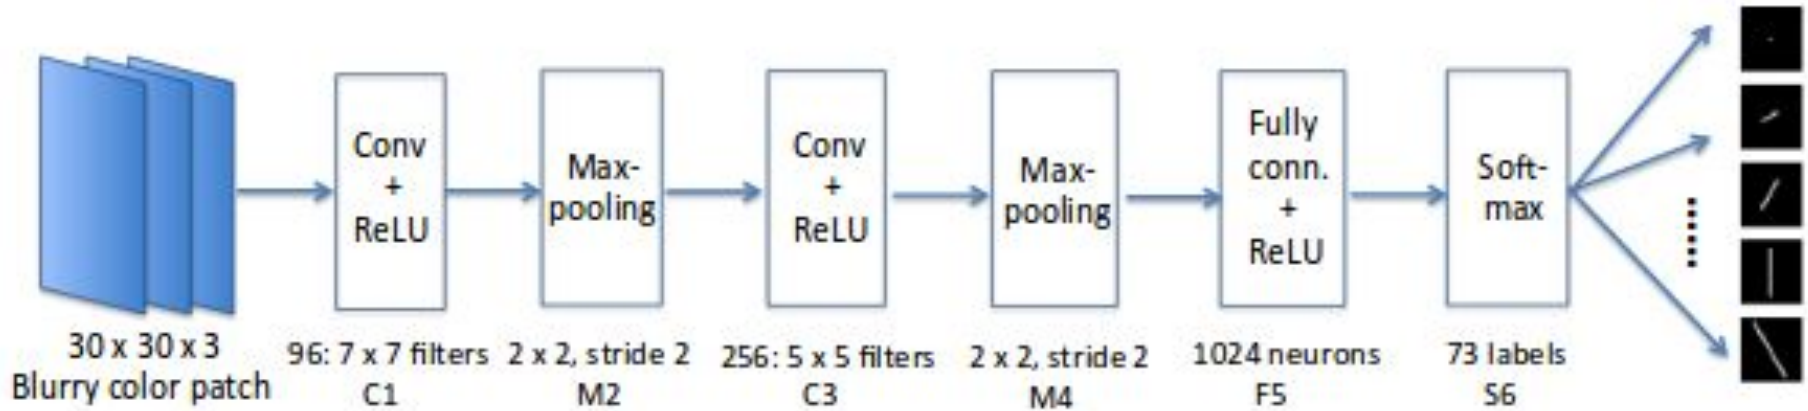 30 x 30 x 3
Blurry color patch
Conv
+
ReLU
96: 7 x 7 filters
C1
Max-
pooling
2 x 2, stride 2
M2
Conv
+
ReLU
256: 5 x 5 filters
C3
Max-
pooling
2 x 2, stride 2
M4
Fully
conn.
+
ReLU
1024 neurons
F5
Soft-
max
73 labels
S6